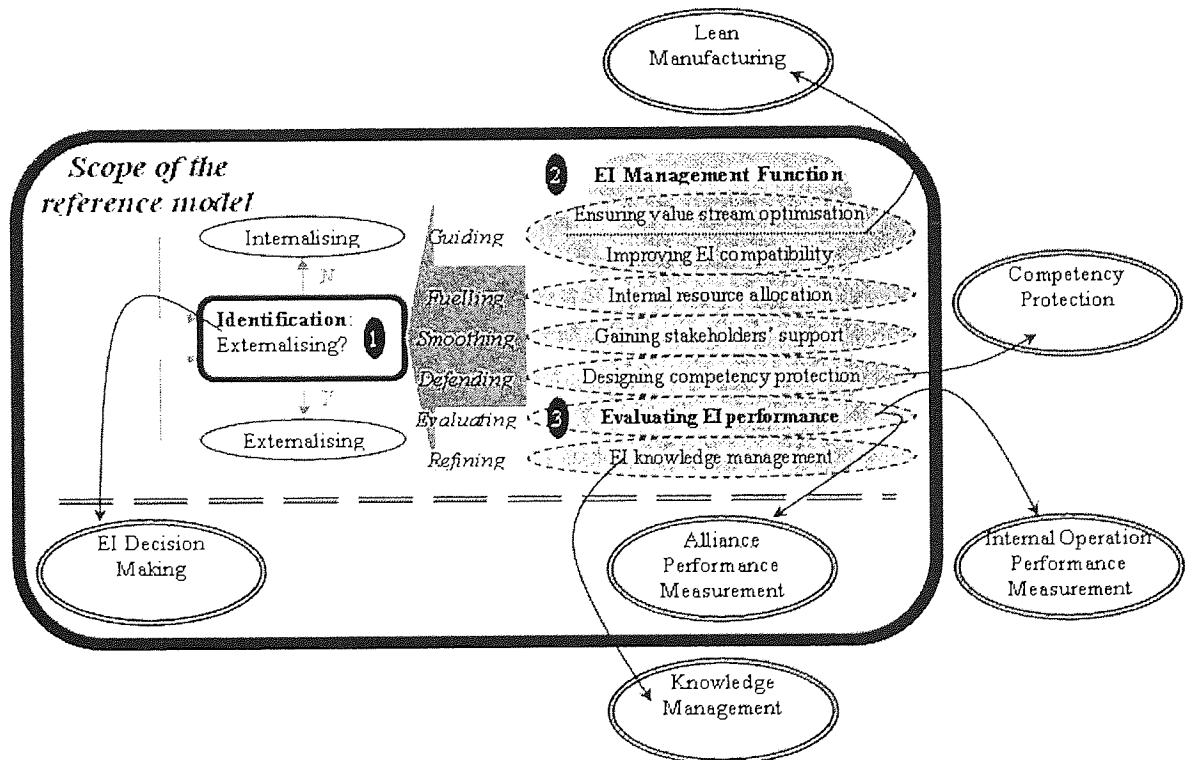 Lean
Manufacturing
Scope of the
reference model
2 EI Management Function
Ensuring value stream optimisation
Internalising
Guiding
Improving EI compatibility
N
Fuelling
Internal resource allocation
Competency
Protection
Identification:
Externalising? 1
Smoothing
Gaining stakeholders' support
Defending
Designing competency protection
Y
Evaluating
3 Evaluating EI performance
Externalising
Refining
EI knowledge management
EI Decision
Making
Alliance
Performance
Measurement
Internal Operation
Performance
Measurement
Knowledge
Management